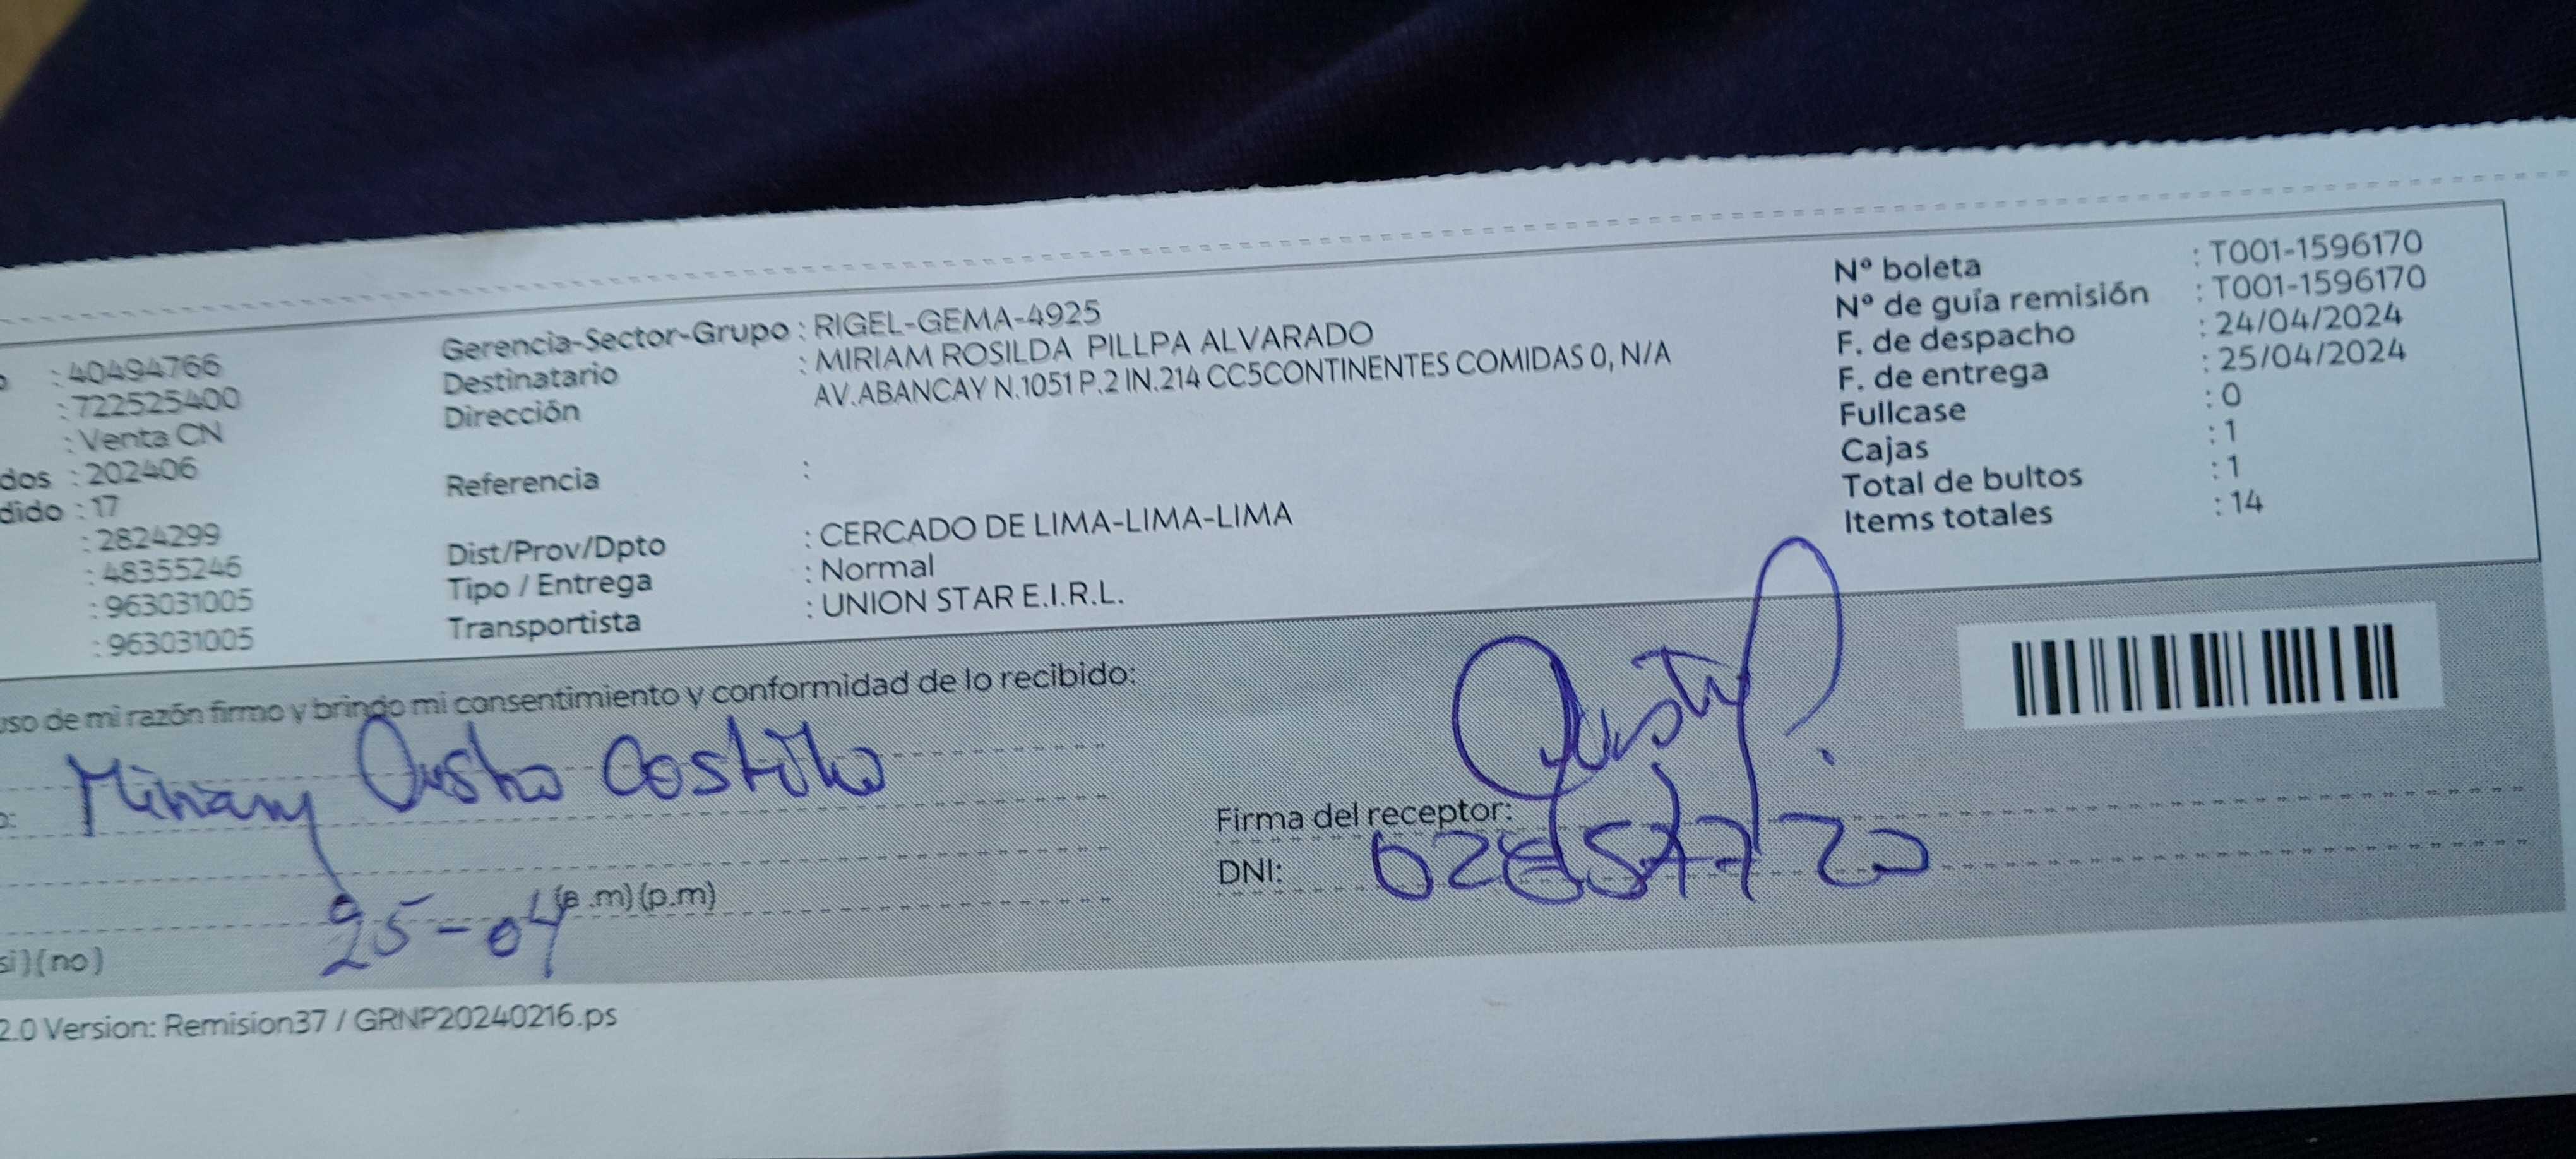 : 40494766
: 722525400
: Venta CN
dos : 202406
dido : 17
: 2824299
: 48355246
: 963031005
: 963031005
Gerencia-Sector-Grupo : RIGEL-GEMA-4925
Destinatario : MIRIAM ROSILDA PILLPA ALVARADO
Dirección AV.ABANCAY N.1051 P.2 IN.214 CC5CONTINENTES COMIDAS 0, N/A
Referencia :
Dist/Prov/Dpto : CERCADO DE LIMA-LIMA-LIMA
Tipo / Entrega : Normal
Transportista : UNION STAR E.I.R.L.
Nº boleta : T001-1596170
Nº de guía remisión : T001-1596170
F. de despacho : 24/04/2024
F. de entrega : 25/04/2024
Fullcase : 0
Cajas : 1
Total de bultos : 1
Items totales : 14
uso de mi razón firmo y brindo mi consentimiento y conformidad de lo recibido:
Firma del receptor:
DNI:
25-04 (a.m) (p.m)
si) (no)
2.0 Version: Remision37 / GRNP20240216.ps